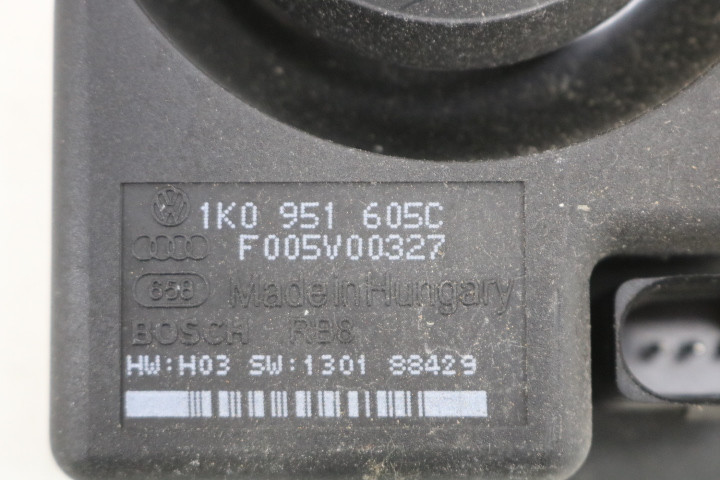 1K0 951 605C
F005V00327
Made in Hungary
BOSCH RB8
HW:H03 SW:1301 88429